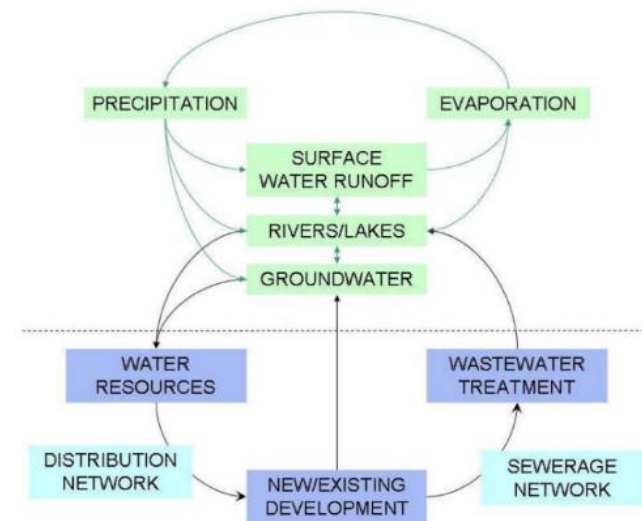 PRECIPITATION
EVAPORATION
SURFACE
WATER RUNOFF
RIVERS/LAKES
GROUNDWATER
WATER
RESOURCES
WASTEWATER
TREATMENT
DISTRIBUTION
NETWORK
NEW/EXISTING
DEVELOPMENT
SEWERAGE
NETWORK